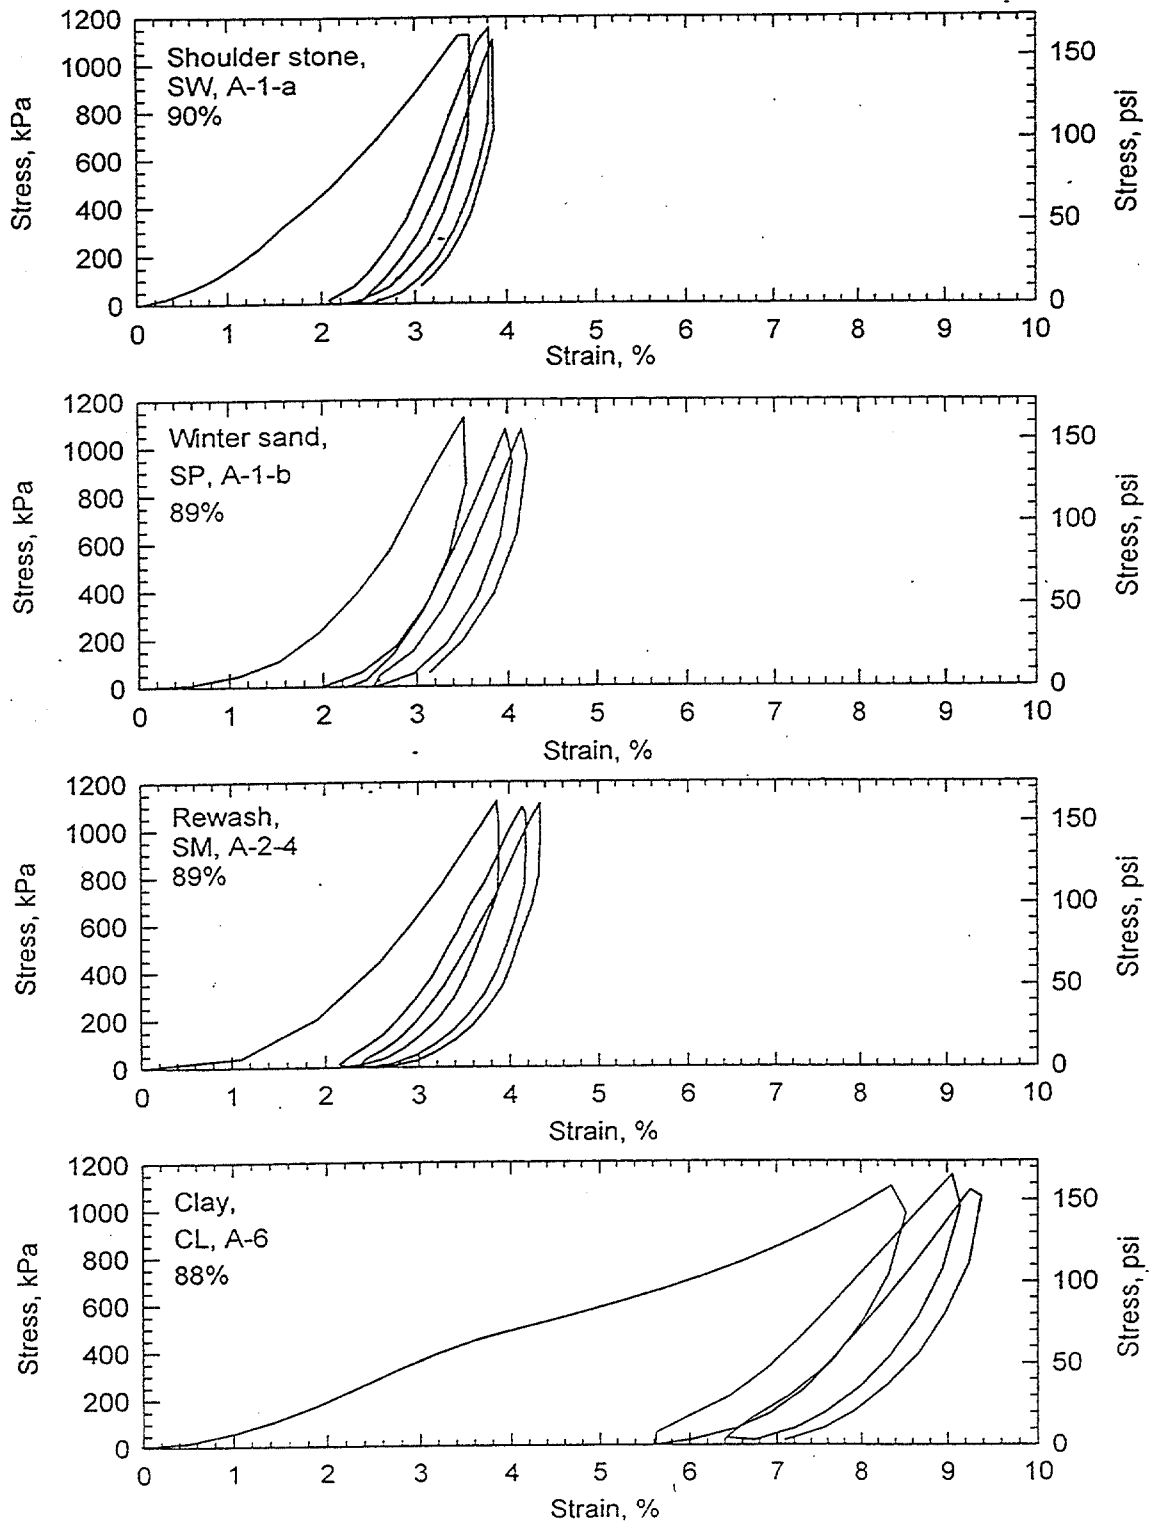 1200
1000
800
600
400
200
0
Stress, kPa
Shoulder stone,
SW, A-1-a
90%
150
100
50
0
Stress, psi
0 1 2 3 4 5 6 7 8 9 10
Strain, %
1200
1000
800
600
400
200
0
Stress, kPa
Winter sand,
SP, A-1-b
89%
150
100
50
0
Stress, psi
0 1 2 3 4 5 6 7 8 9 10
Strain, %
1200
1000
800
600
400
200
0
Stress, kPa
Rewash,
SM, A-2-4
89%
150
100
50
0
Stress, psi
0 1 2 3 4 5 6 7 8 9 10
Strain, %
1200
1000
800
600
400
200
0
Stress, kPa
Clay,
CL, A-6
88%
150
100
50
0
Stress, psi
0 1 2 3 4 5 6 7 8 9 10
Strain, %